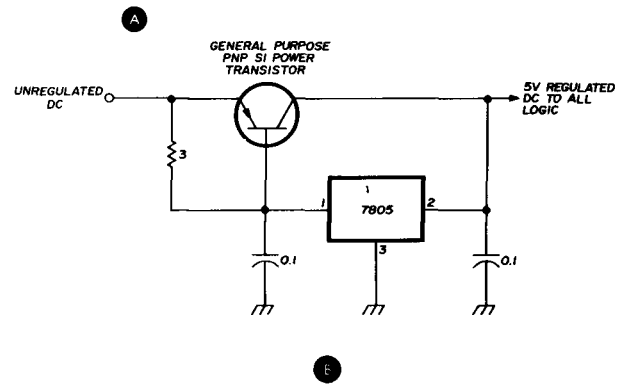 A
GENERAL PURPOSE
PNP SI POWER
TRANSISTOR
UNREGULATED
DC
5V REGULATED
DC TO ALL
LOGIC
3
1
7805
2
3
0.1
0.1